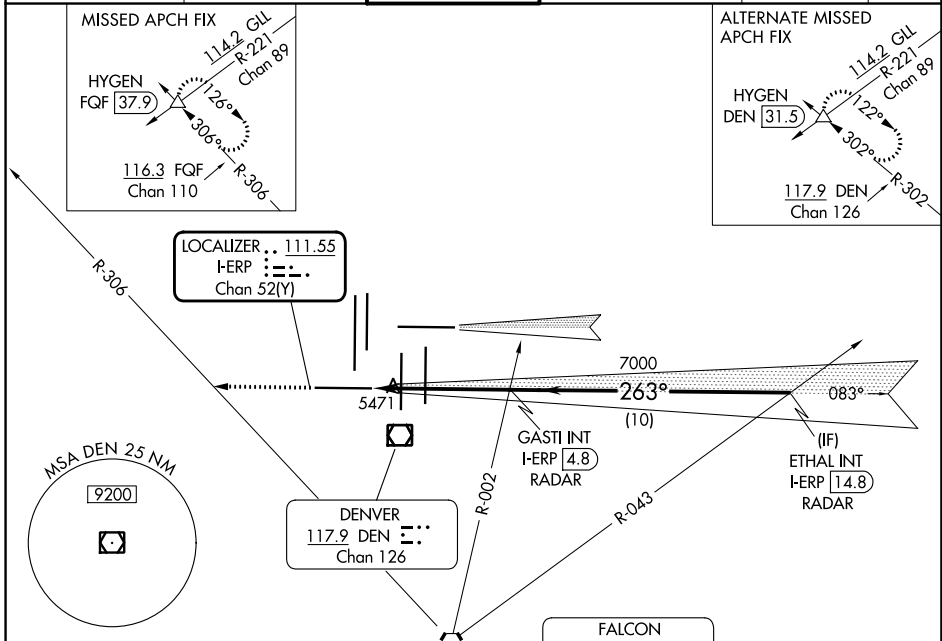 MISSED APCH FIX
114.2 GLL
R-221
Chan 89
HYGEN
FQF 37.9
126°
306°
116.3 FQF
Chan 110
R-306
ALTERNATE MISSED
APCH FIX
114.2 GLL
R-221
Chan 89
HYGEN
DEN 31.5
122°
302°
117.9 DEN
Chan 126
R-302
R-306
LOCALIZER 111.55
I-ERP
Chan 52(Y)
5471
7000
263°
(10)
083°
GASTI INT
I-ERP 4.8
RADAR
(IF)
ETHAL INT
I-ERP 14.8
RADAR
R-002
R-043
MSA DEN 25 NM
9200
DENVER
117.9 DEN
Chan 126
FALCON